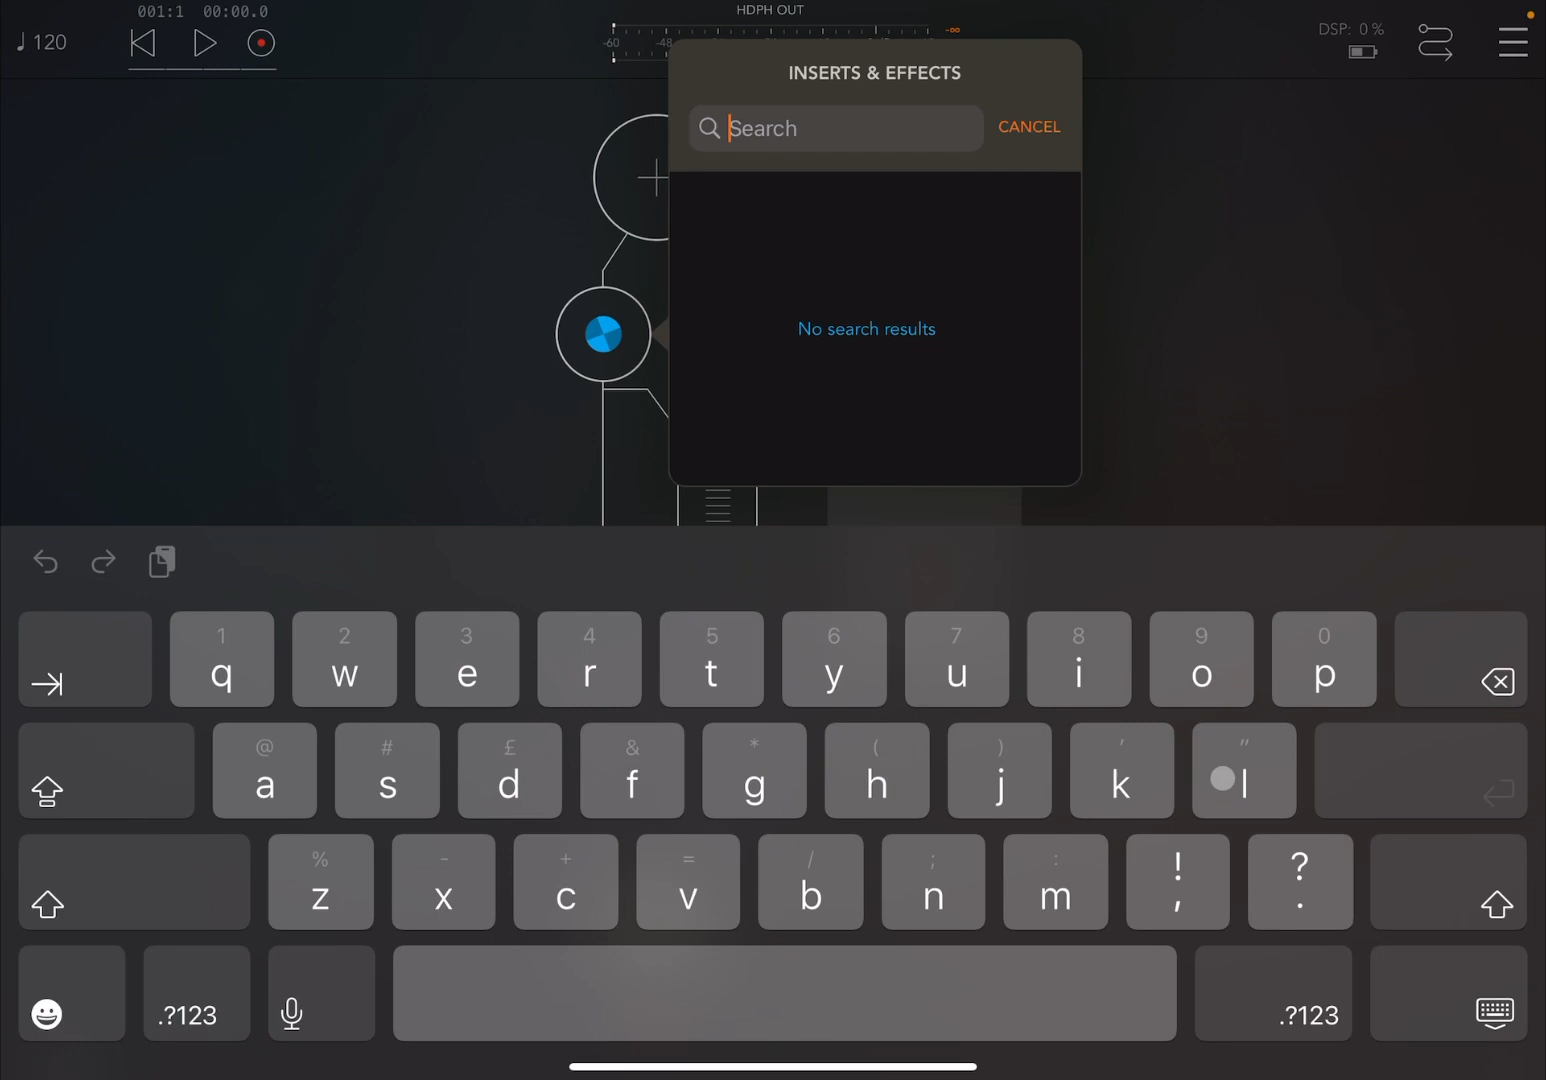 001:1 00:00.0
HDPH OUT
♩ 120
DSP: 0 %
-∞
-60 -48
INSERTS & EFFECTS
Search
CANCEL
No search results
1 2 3 4 5 6 7 8 9 0
q w e r t y u i o p
@ # £ & * ( ) ' "
a s d f g h j k l
% - + = / ; : ! ?
z x c v b n m , .
.?123 .?123